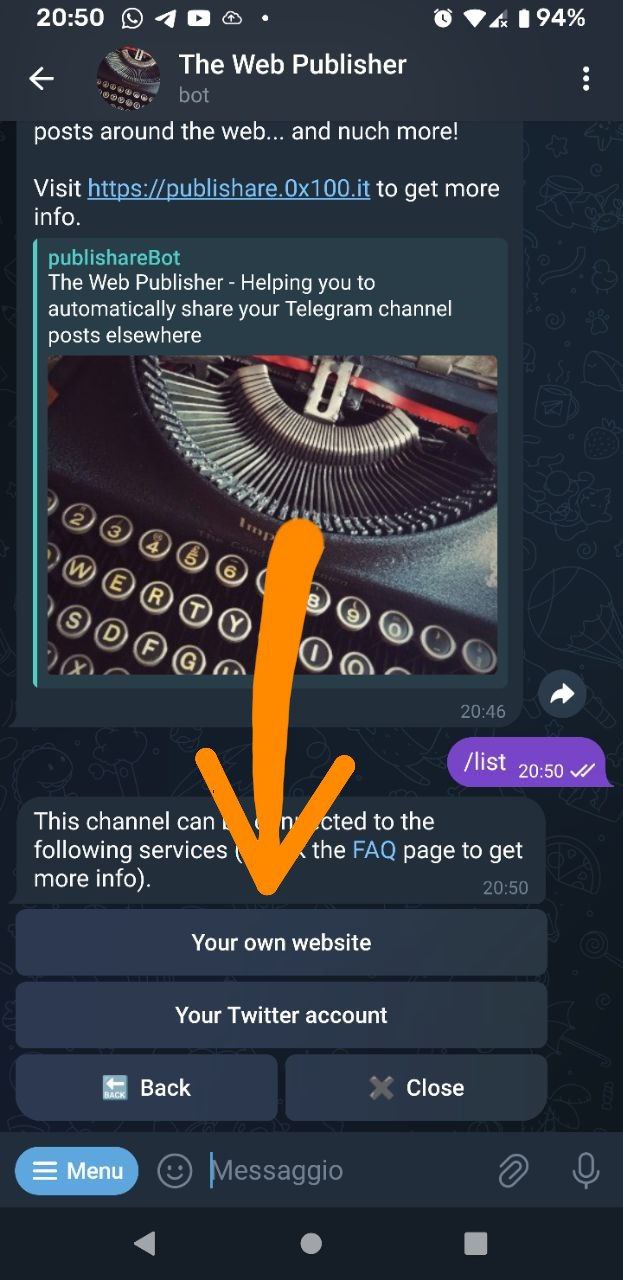 20:50
94%
The Web Publisher
bot
posts around the web... and nuch more!
Visit https://publishare.0x100.it to get more
info.
publishareBot
The Web Publisher - Helping you to
automatically share your Telegram channel
posts elsewhere
2 3 4 5 6 8 9 0
W E R T Y I O
S D F G
X
20:46
/list 20:50
This channel can cted to the
following services ( the FAQ page to get
more info).
20:50
Your own website
Your Twitter account
BACK Back
Close
Menu
Messaggio